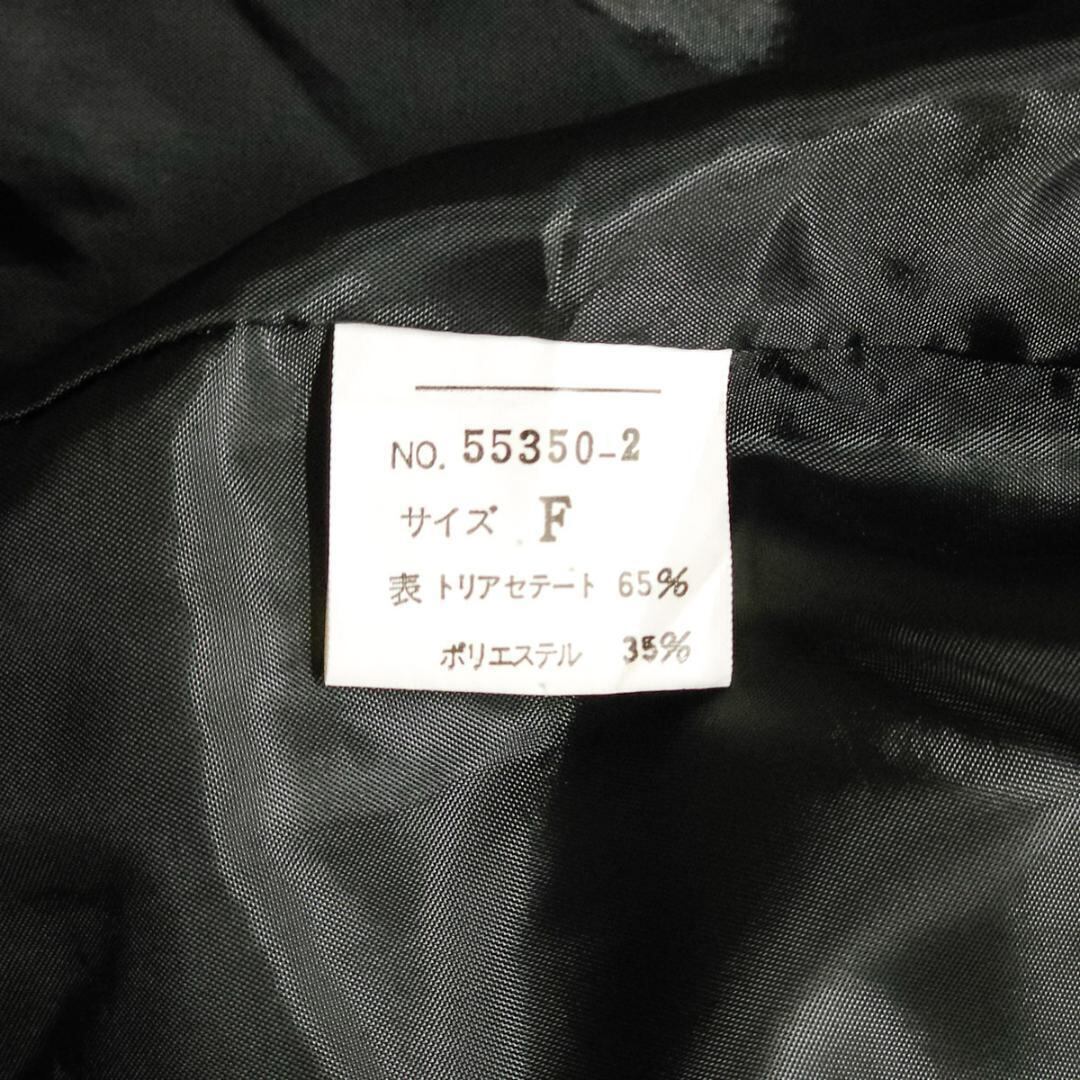 NO. 55350-2
サイズ F
表 トリアセテート 65%
ポリエステル 35%